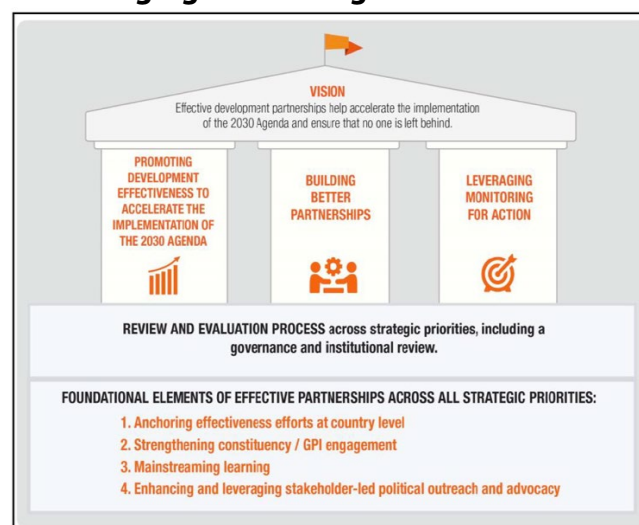 VISION
Effective development partnerships help accelerate the implementation
of the 2030 Agenda and ensure that no one is left behind.
PROMOTING
DEVELOPMENT
EFFECTIVENESS TO
ACCELERATE THE
IMPLEMENTATION OF
THE 2030 AGENDA
BUILDING
BETTER
PARTNERSHIPS
LEVERAGING
MONITORING
FOR ACTION
REVIEW AND EVALUATION PROCESS across strategic priorities, including a
governance and institutional review.
FOUNDATIONAL ELEMENTS OF EFFECTIVE PARTNERSHIPS ACROSS ALL STRATEGIC PRIORITIES:
1. Anchoring effectiveness efforts at country level
2. Strengthening constituency / GPI engagement
3. Mainstreaming learning
4. Enhancing and leveraging stakeholder-led political outreach and advocacy